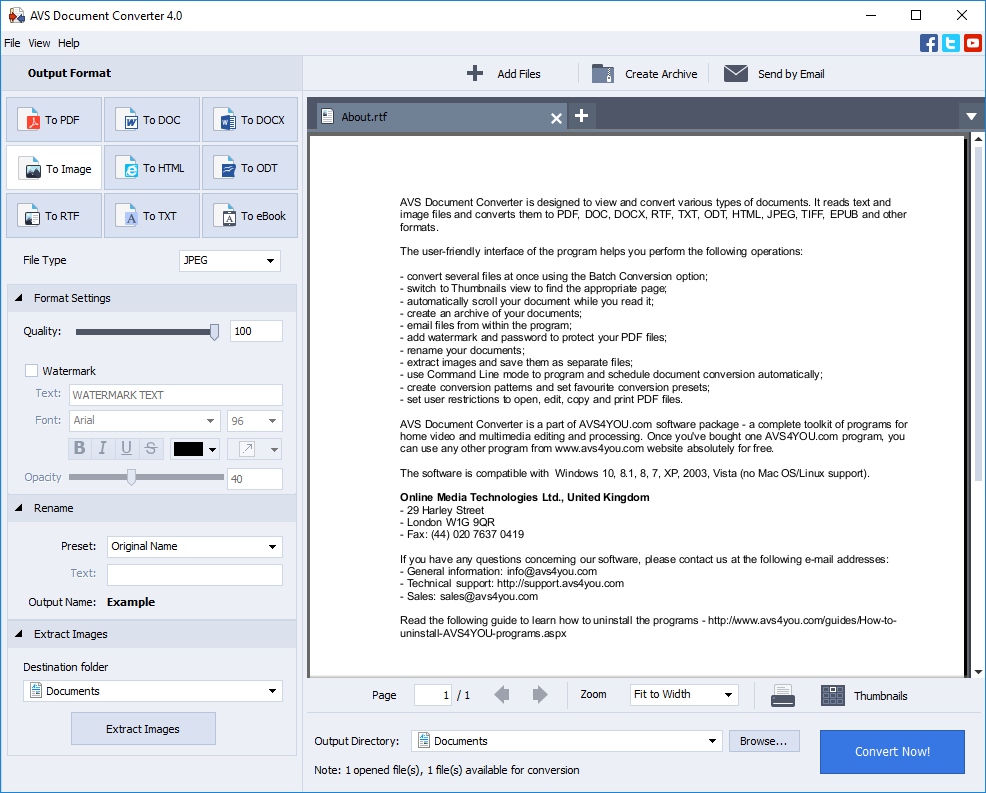 AVS Document Converter 4.0
File View Help
Output Format
Add Files
Create Archive
Send by Email
To PDF
To DOC
To DOCX
To Image
To HTML
To ODT
To RTF
To TXT
To eBook
File Type
JPEG
Format Settings
Quality:
100
Watermark
Text:
WATERMARK TEXT
Font:
Arial
96
B I U S
Opacity
40
Rename
Preset:
Original Name
Text:
Output Name: Example
Extract Images
Destination folder
Documents
Extract Images
About.rtf
AVS Document Converter is designed to view and convert various types of documents. It reads text and
image files and converts them to PDF, DOC, DOCX, RTF, TXT, ODT, HTML, JPEG, TIFF, EPUB and other
formats.
The user-friendly interface of the program helps you perform the following operations:
- convert several files at once using the Batch Conversion option;
- switch to Thumbnails view to find the appropriate page;
- automatically scroll your document while you read it;
- create an archive of your documents;
- email files from within the program;
- add watermark and password to protect your PDF files;
- rename your documents;
- extract images and save them as separate files;
- use Command Line mode to program and schedule document conversion automatically;
- create conversion patterns and set favourite conversion presets;
- set user restrictions to open, edit, copy and print PDF files.
AVS Document Converter is a part of AVS4YOU.com software package - a complete toolkit of programs for
home video and multimedia editing and processing. Once you've bought one AVS4YOU.com program, you
can use any other program from www.avs4you.com website absolutely for free.
The software is compatible with Windows 10, 8.1, 8, 7, XP, 2003, Vista (no Mac OS/Linux support).
Online Media Technologies Ltd., United Kingdom
- 29 Harley Street
- London W1G 9QR
- Fax: (44) 020 7637 0419
If you have any questions concerning our software, please contact us at the following e-mail addresses:
- General information: info@avs4you.com
- Technical support: http://support.avs4you.com
- Sales: sales@avs4you.com
Read the following guide to learn how to uninstall the programs - http://www.avs4you.com/guides/How-to-
uninstall-AVS4YOU-programs.aspx
Page
1 / 1
Zoom
Fit to Width
Thumbnails
Output Directory:
Documents
Browse...
Convert Now!
Note: 1 opened file(s), 1 file(s) available for conversion